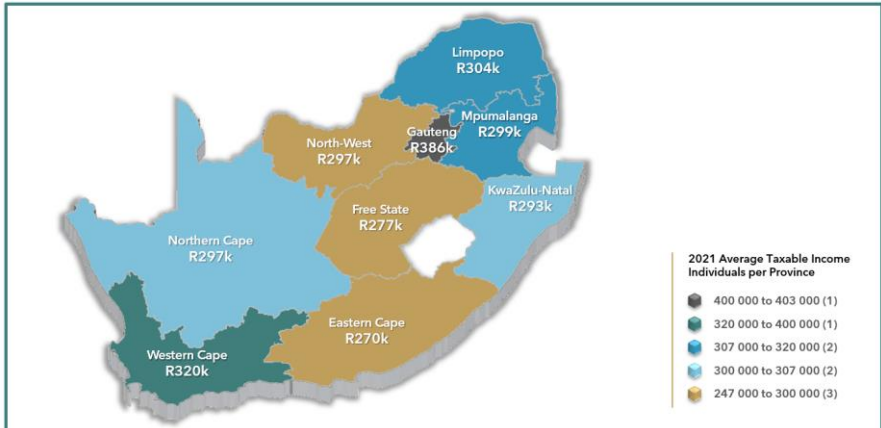 Limpopo
R304k
Mpumalanga
R299k
Gauteng
R386k
North-West
R297k
KwaZulu-Natal
R293k
Free State
R277k
Northern Cape
R297k
Eastern Cape
R270k
Western Cape
R320k
2021 Average Taxable Income
Individuals per Province
400 000 to 403 000 (1)
320 000 to 400 000 (1)
307 000 to 320 000 (2)
300 000 to 307 000 (2)
247 000 to 300 000 (3)